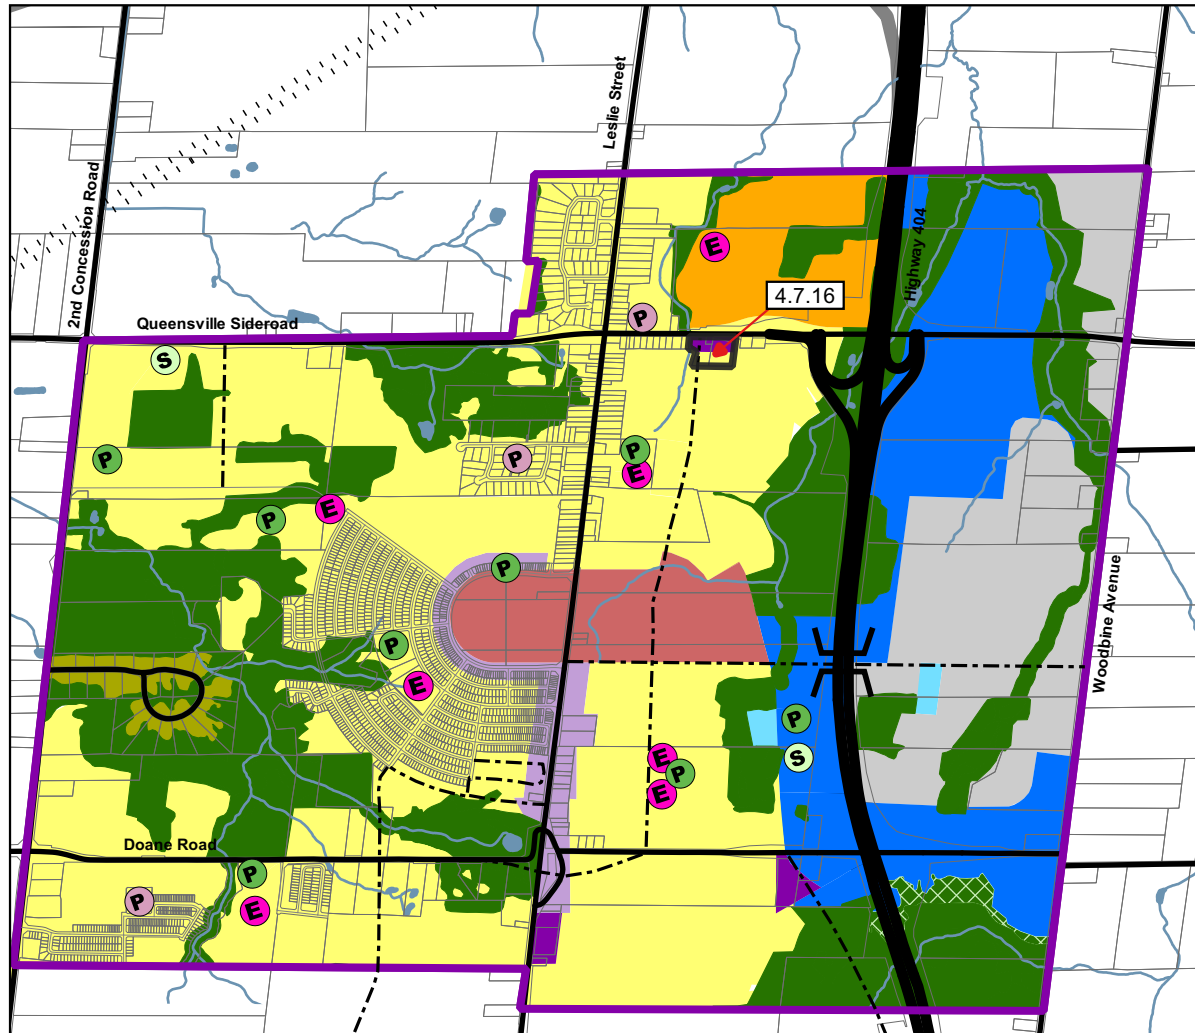 Leslie Street
2nd Concession Road
Highway 404
E
4.7.16
P
Queensville Sideroad
S
P
P
P
E
E
P
P
Woodbine Avenue
P
E
P
E
S
P
E
Doane Road
P
P
E